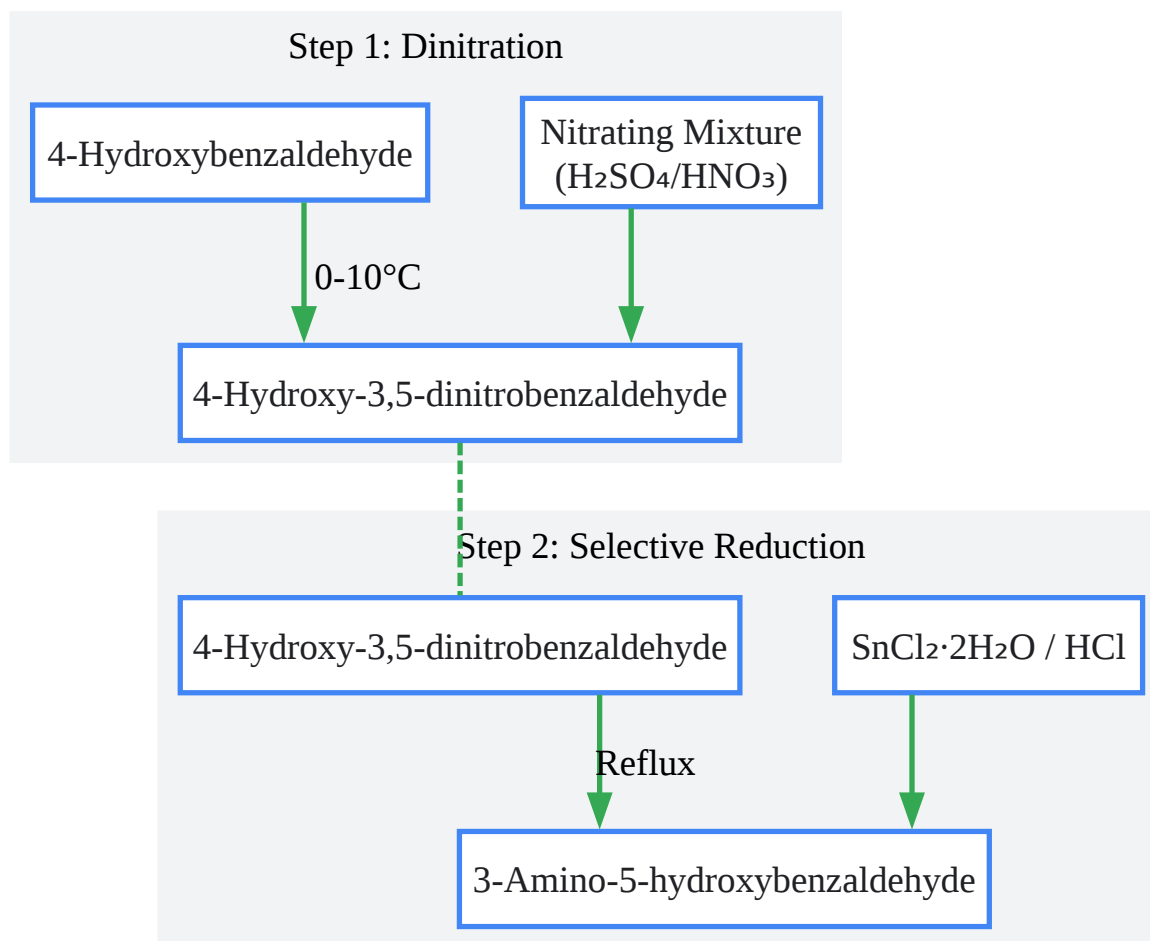 Step 1: Dinitration
4-Hydroxybenzaldehyde
Nitrating Mixture
(H₂SO₄/HNO₃)
0-10°C
4-Hydroxy-3,5-dinitrobenzaldehyde
Step 2: Selective Reduction
4-Hydroxy-3,5-dinitrobenzaldehyde
SnCl₂·2H₂O / HCl
Reflux
3-Amino-5-hydroxybenzaldehyde